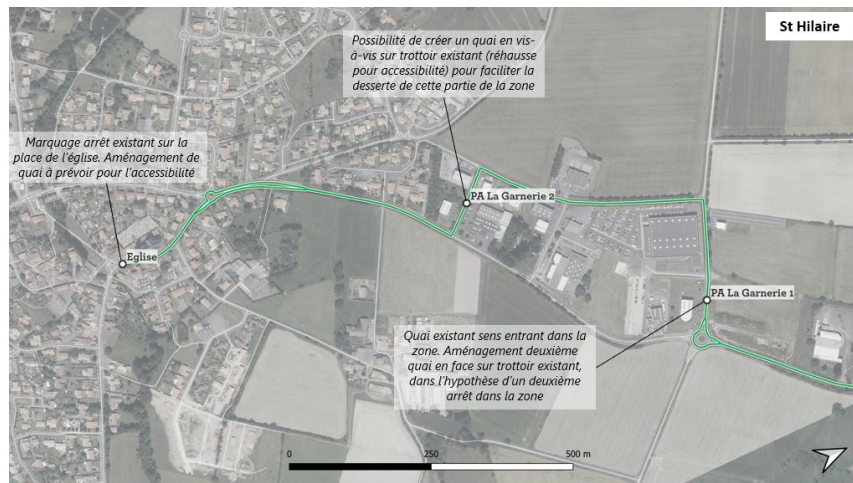 St Hilaire
Possibilité de créer un quai en vis-
à-vis sur trottoir existant (réhausse
pour accessibilité) pour faciliter la
desserte de cette partie de la zone
Marquage arrêt existant sur la
place de l'église. Aménagement de
quai à prévoir pour l'accessibilité
PA La Garnerie 2
Eglise
PA La Garnerie 1
Quai existant sens entrant dans la
zone. Aménagement deuxième
quai en face sur trottoir existant,
dans l'hypothèse d'un deuxième
arrêt dans la zone
0 250 500 m